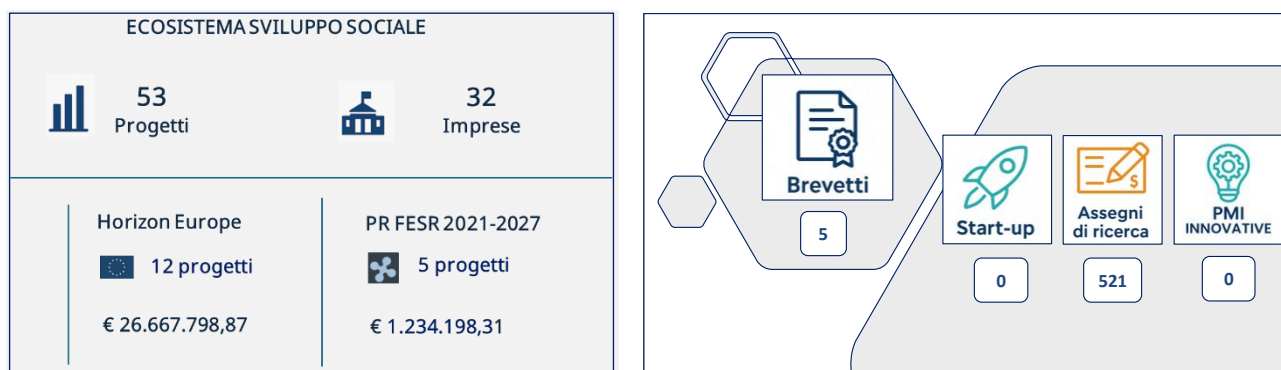 ECOSISTEMA SVILUPPO SOCIALE
53
Progetti
32
Imprese
Horizon Europe
12 progetti
€ 26.667.798,87
PR FESR 2021-2027
5 progetti
€ 1.234.198,31
Brevetti
5
Start-up
0
Assegni
di ricerca
521
PMI
INNOVATIVE
0